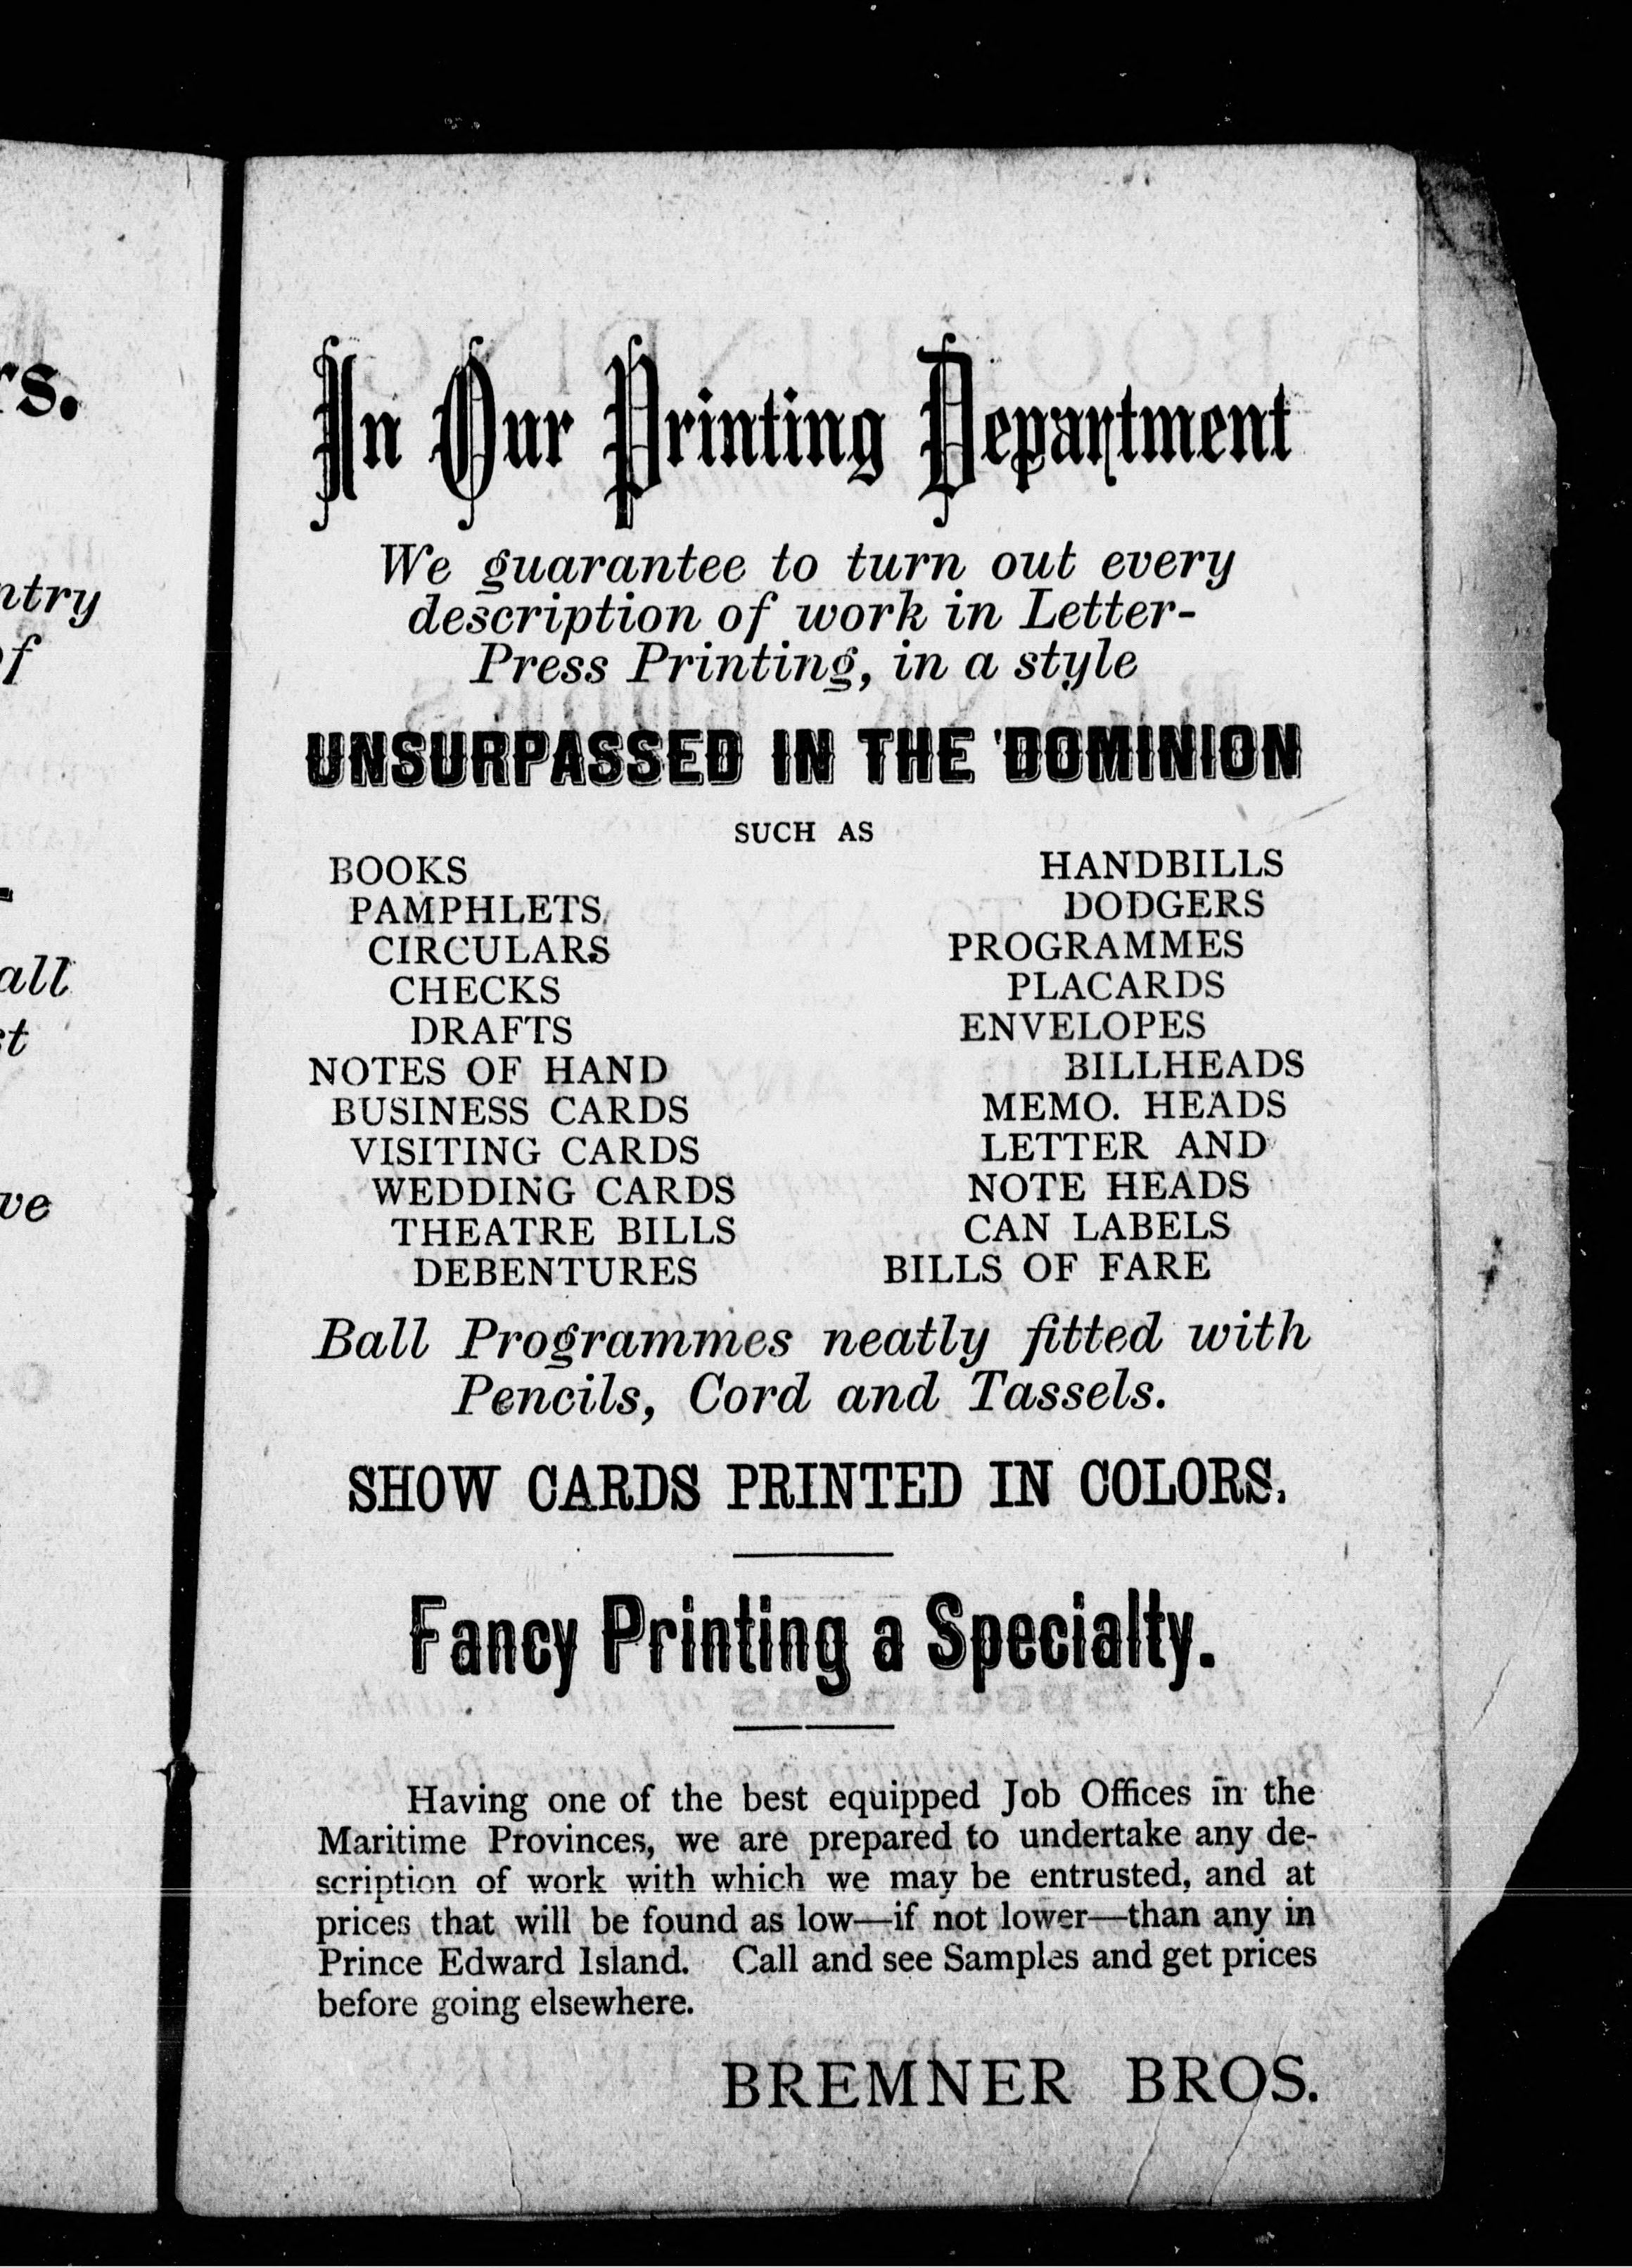 rs.
ntry
of
all
st
ve
In Our Printing Department
We guarantee to turn out every
description of work in Letter-
Press Printing, in a style
UNSURPASSED IN THE DOMINION
SUCH AS
BOOKS
PAMPHLETS
CIRCULARS
CHECKS
DRAFTS
NOTES OF HAND
BUSINESS CARDS
VISITING CARDS
WEDDING CARDS
THEATRE BILLS
DEBENTURES
HANDBILLS
DODGERS
PROGRAMMES
PLACARDS
ENVELOPES
BILLHEADS
MEMO. HEADS
LETTER AND
NOTE HEADS
CAN LABELS
BILLS OF FARE
Ball Programmes neatly fitted with
Pencils, Cord and Tassels.
SHOW CARDS PRINTED IN COLORS.
Fancy Printing a Specialty.
Having one of the best equipped Job Offices in the
Maritime Provinces, we are prepared to undertake any de-
scription of work with which we may be entrusted, and at
prices that will be found as low—if not lower—than any in
Prince Edward Island. Call and see Samples and get prices
before going elsewhere.
BREMNER BROS.